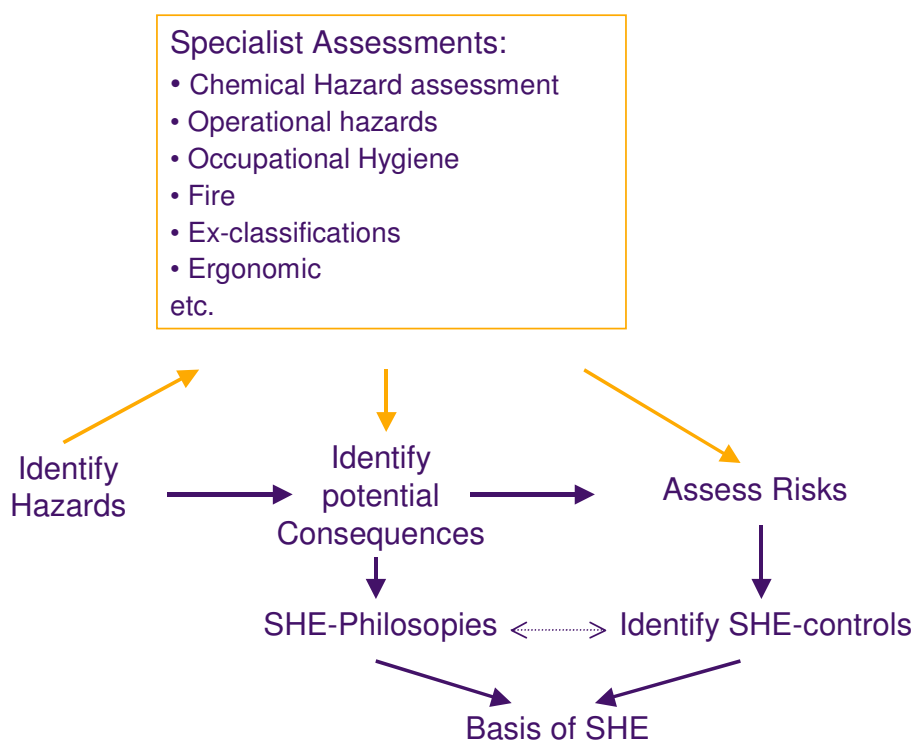 Specialist Assessments:
• Chemical Hazard assessment
• Operational hazards
• Occupational Hygiene
• Fire
• Ex-classifications
• Ergonomic
etc.
Identify
Hazards
Identify
potential
Consequences
Assess Risks
SHE-Philosopies
Identify SHE-controls
Basis of SHE